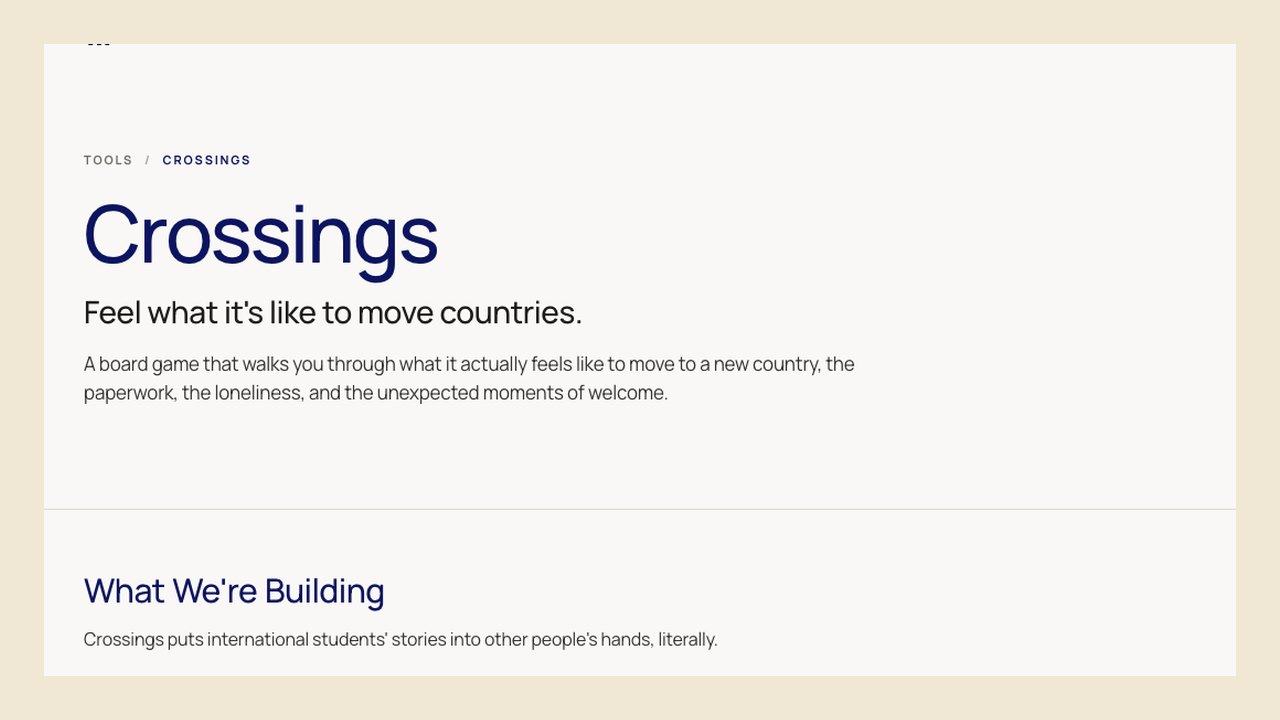 TOOLS / CROSSINGS
Crossings
Feel what it's like to move countries.
A board game that walks you through what it actually feels like to move to a new country, the
paperwork, the loneliness, and the unexpected moments of welcome.
What We're Building
Crossings puts international students' stories into other people's hands, literally.